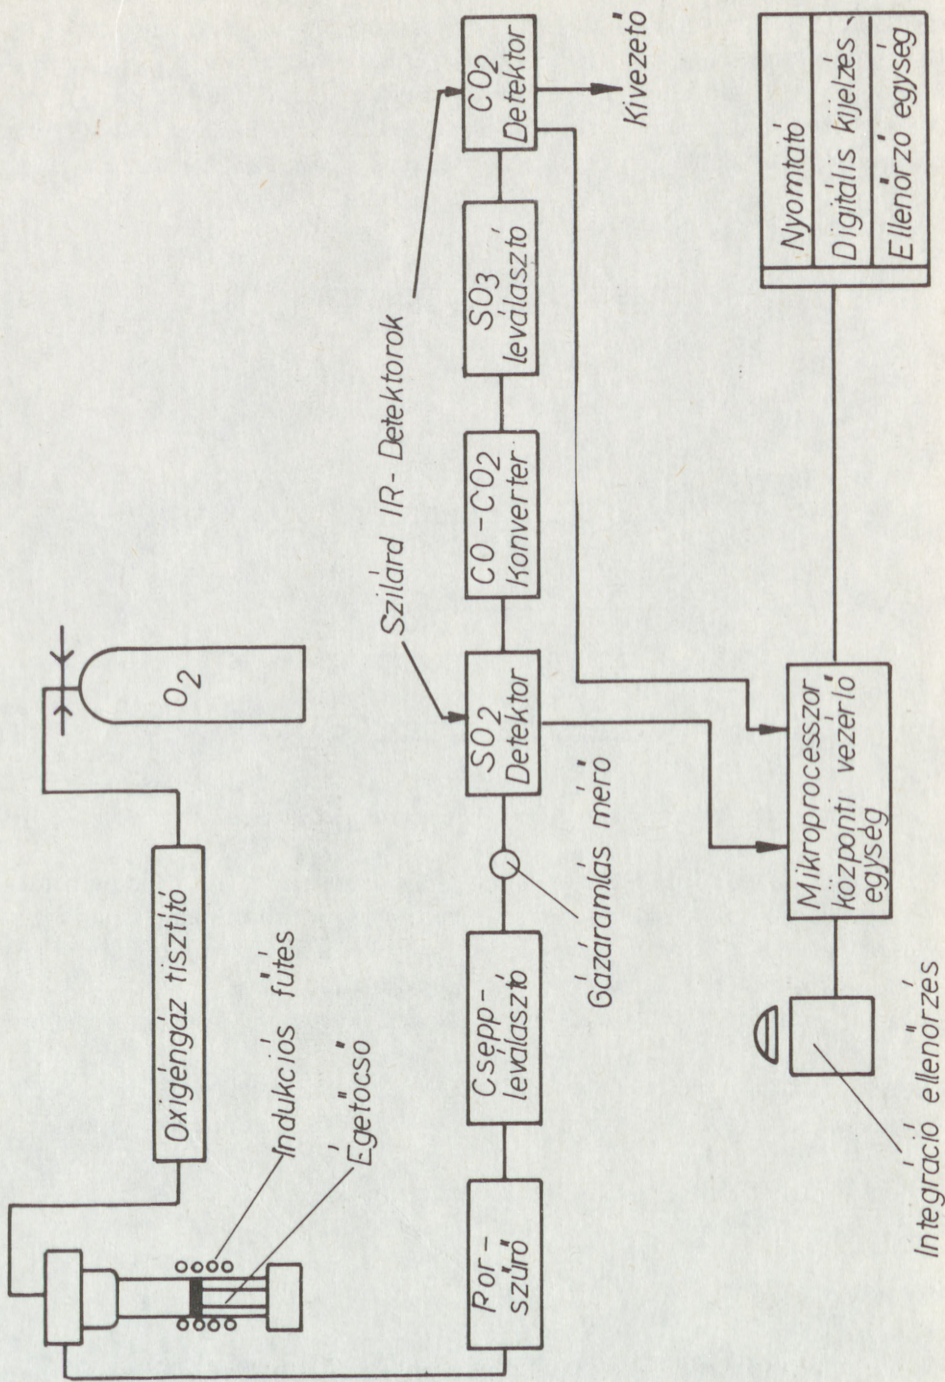 O2
Oxigéngáz tisztító
Indukciós fűtés
Égetőcső
Szilárd IR-Detektorok
Por-
szűrő
Csepp-
leválasztó
Gázáramlás mérő
SO2
Detektor
CO-CO2
konverter
SO3
leválasztó
CO2
Detektor
Kivezető
Integráció ellenőrzés
Mikroprocesszor
központi vezérlő
egység
Nyomtató
Digitális kijelzés
Ellenőrző egység